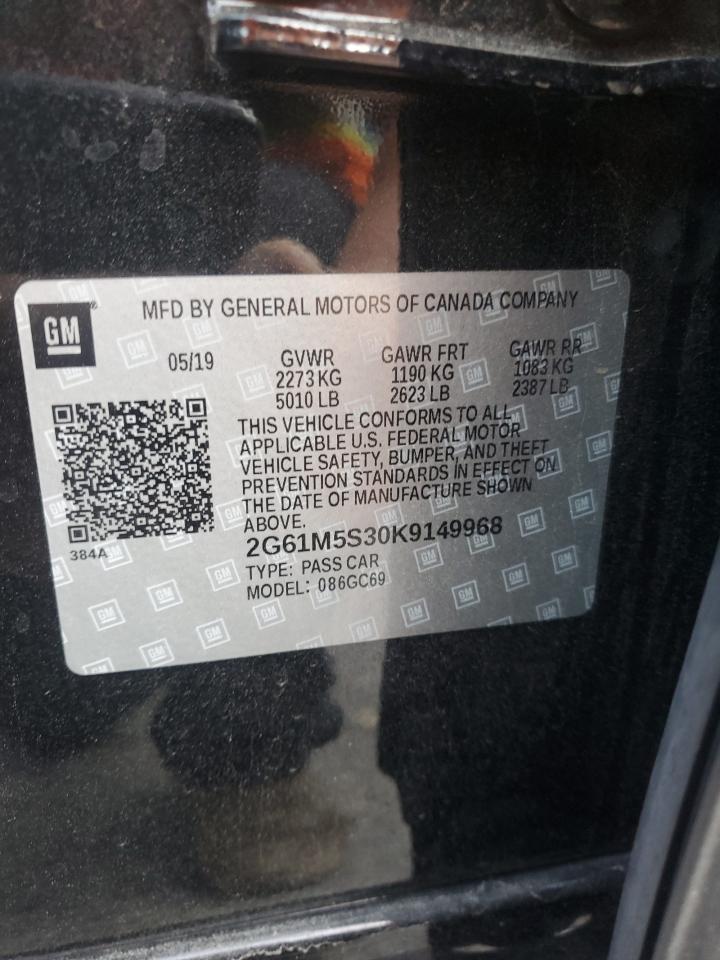 GM
MFD BY GENERAL MOTORS OF CANADA COMPANY
05/19
GVWR
2273 KG
5010 LB
GAWR FRT
1190 KG
2623 LB
GAWR RR
1083 KG
2387 LB
THIS VEHICLE CONFORMS TO ALL
APPLICABLE U.S. FEDERAL MOTOR
VEHICLE SAFETY, BUMPER, AND THEFT
PREVENTION STANDARDS IN EFFECT ON
THE DATE OF MANUFACTURE SHOWN
ABOVE.
384A
2G61M5S30K9149968
TYPE: PASS CAR
MODEL: 086GC69